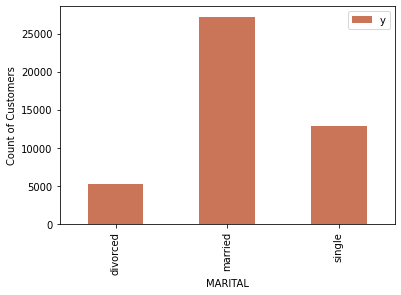 y
25000
20000
15000
10000
5000
0
Count of Customers
divorced
married
single
MARITAL